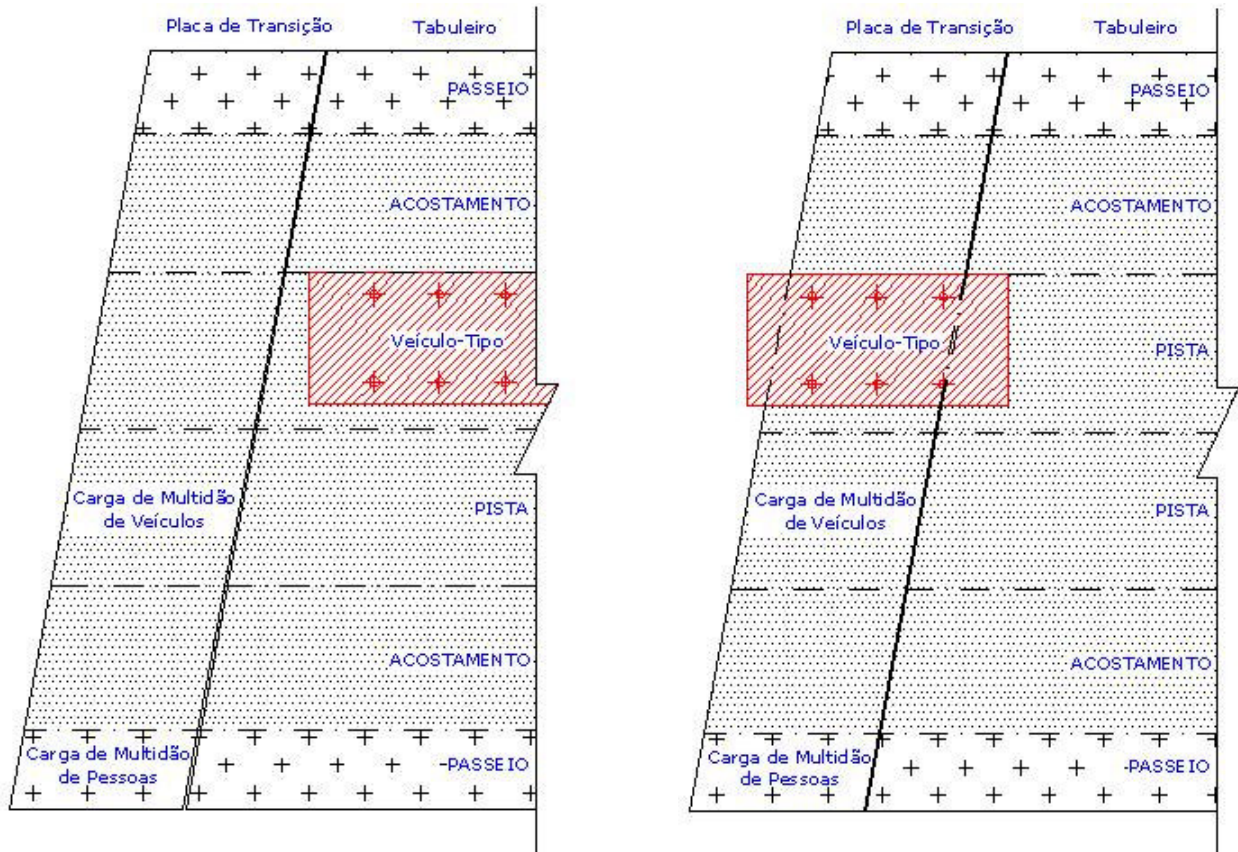 Placa de Transição
Tabuleiro
PASSEIO
ACOSTAMENTO
Veículo-Tipo
Carga de Multidão
de Veículos
PISTA
ACOSTAMENTO
Carga de Multidão
de Pessoas
-PASSEIO
Placa de Transição
Tabuleiro
PASSEIO
ACOSTAMENTO
Veículo-Tipo
PISTA
Carga de Multidão
de Veículos
PISTA
ACOSTAMENTO
Carga de Multidão
de Pessoas
-PASSEIO